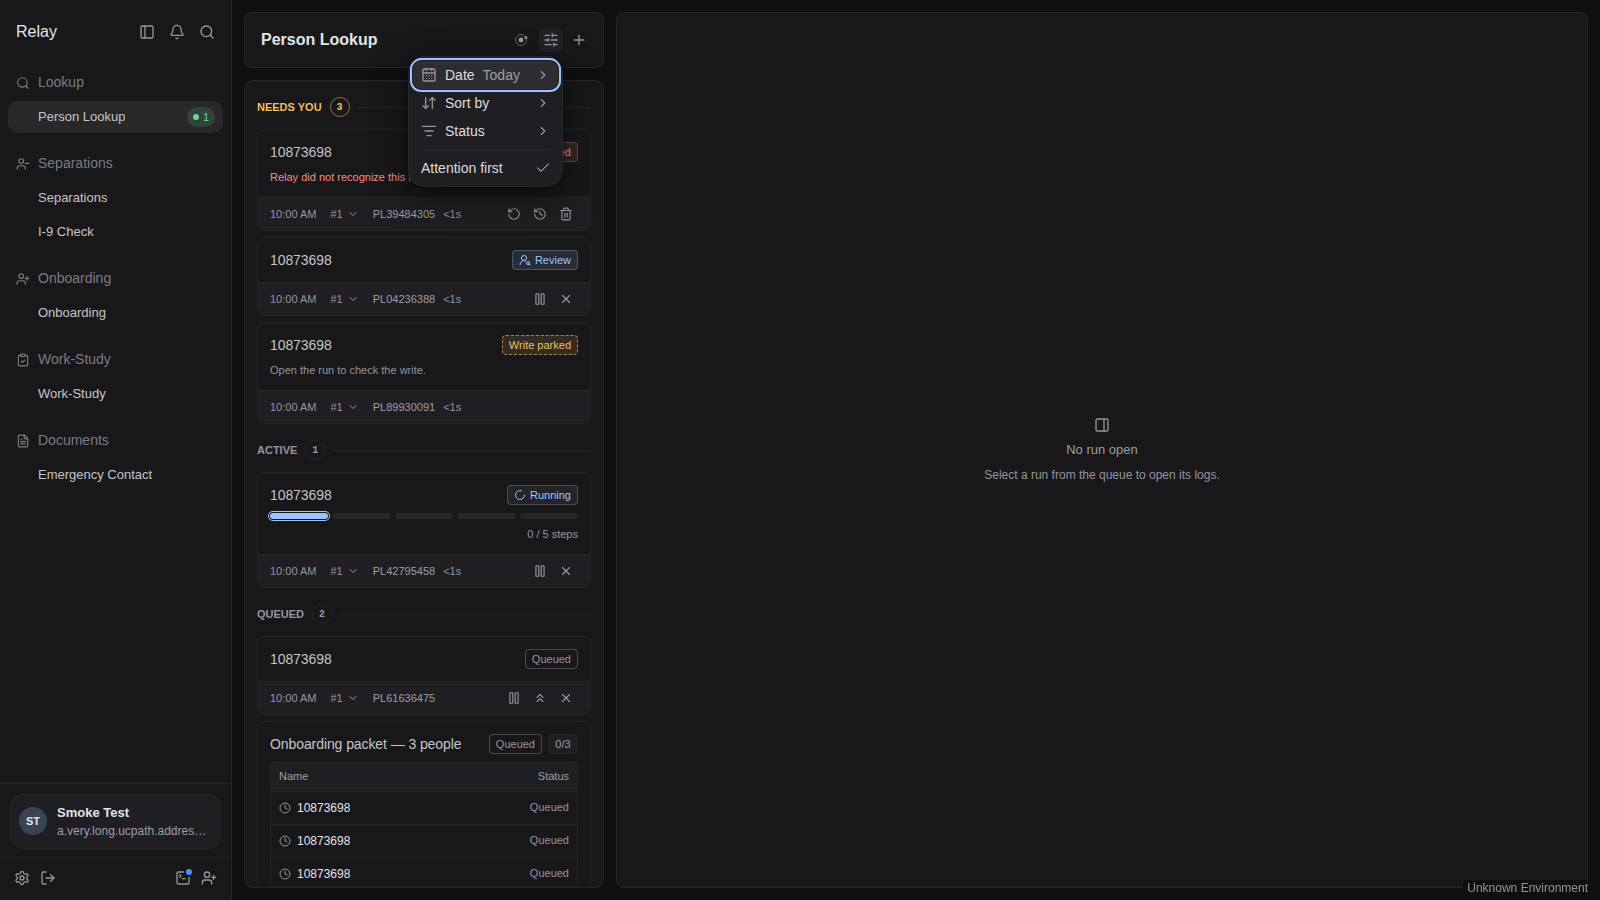 Relay
Lookup
Person Lookup
1
Separations
Separations
I-9 Check
Onboarding
Onboarding
Work-Study
Work-Study
Documents
Emergency Contact
ST
Smoke Test
a.very.long.ucpath.addres…
Person Lookup
Date Today
Sort by
Status
Attention first
NEEDS YOU 3
10873698
Relay did not recognize this
10:00 AM #1 PL39484305 <1s
10873698 Review
10:00 AM #1 PL04236388 <1s
10873698 Write parked
Open the run to check the write.
10:00 AM #1 PL89930091 <1s
ACTIVE 1
10873698 Running
0 / 5 steps
10:00 AM #1 PL42795458 <1s
QUEUED 2
10873698 Queued
10:00 AM #1 PL61636475
Onboarding packet — 3 people Queued 0/3
Name Status
10873698 Queued
10873698 Queued
10873698 Queued
No run open
Select a run from the queue to open its logs.
Unknown Environment